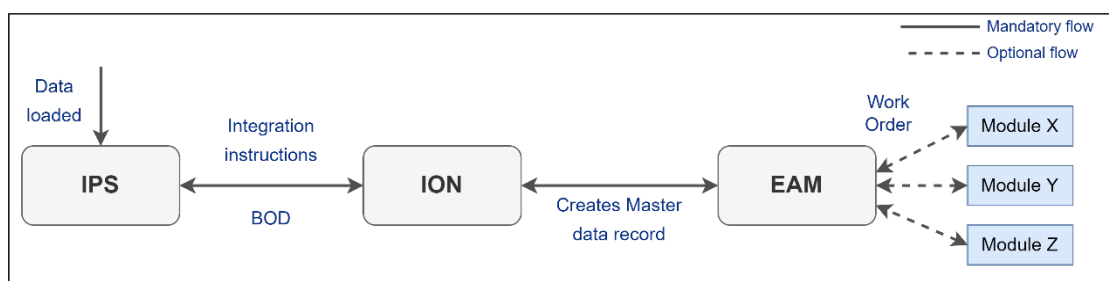 Mandatory flow
Optional flow
Data
loaded
Integration
instructions
Work
Order
Module X
IPS
ION
EAM
Module Y
BOD
Creates Master
data record
Module Z